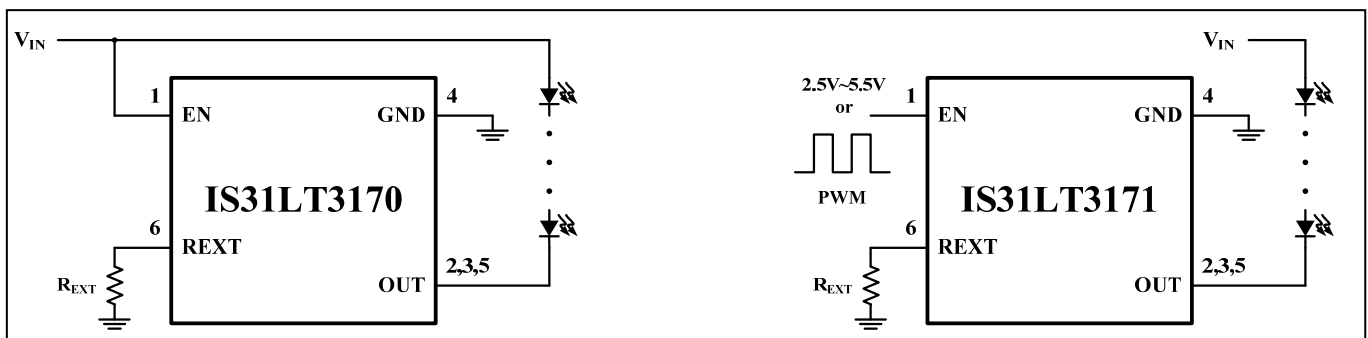 VIN
1
EN
GND
4
IS31LT3170
6
REXT
REXT
OUT
2,3,5
2.5V~5.5V
or
PWM
1
EN
GND
4
VIN
IS31LT3171
6
REXT
REXT
OUT
2,3,5